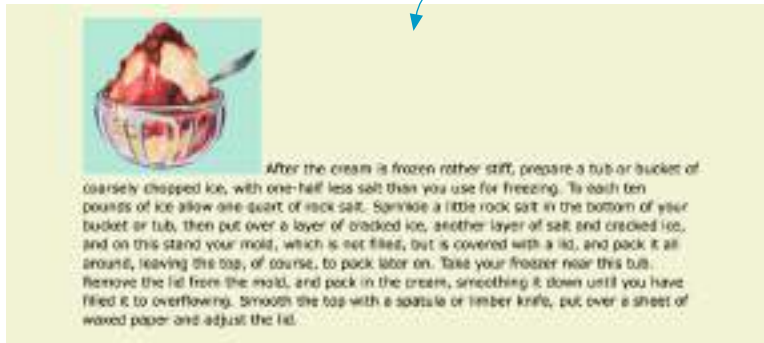 After the cream is frozen rather stiff, prepare a tub or bucket of
coarsely chopped ice, with one-half less salt than you use for freezing. To each ten
pounds of ice allow one quart of rock salt. Sprinkle a little rock salt in the bottom of your
bucket or tub, then put over a layer of cracked ice, another layer of salt and cracked ice,
and on this stand your mold, which is not filled, but is covered with a lid, and pack it all
around, leaving the top, of course, to pack later on. Take your freezer near this tub.
Remove the lid from the mold, and pack in the cream, smoothing it down until you have
filled it to overflowing. Smooth the top with a spatula or limber knife, put over a sheet of
waxed paper and adjust the lid.